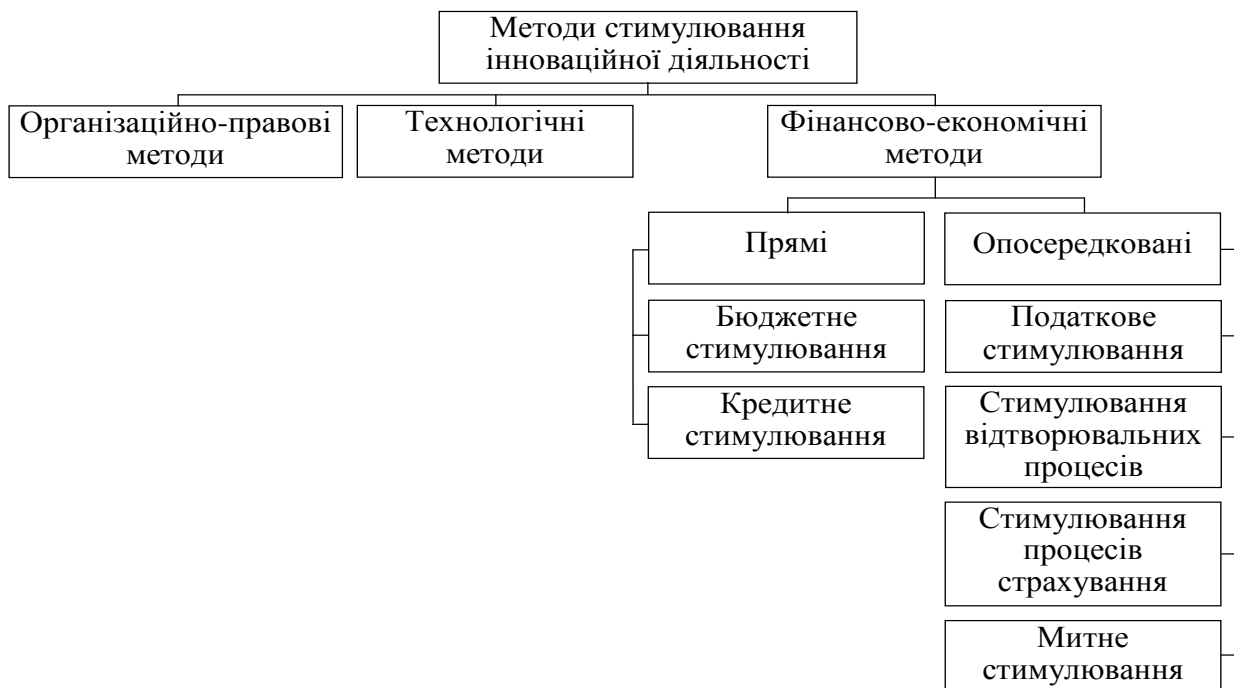 Методи стимулювання
інноваційної діяльності
Організаційно-правові
методи
Технологічні
методи
Фінансово-економічні
методи
Прямі
Бюджетне
стимулювання
Кредитне
стимулювання
Опосередковані
Податкове
стимулювання
Стимулювання
відтворювальних
процесів
Стимулювання
процесів
страхування
Митне
стимулювання